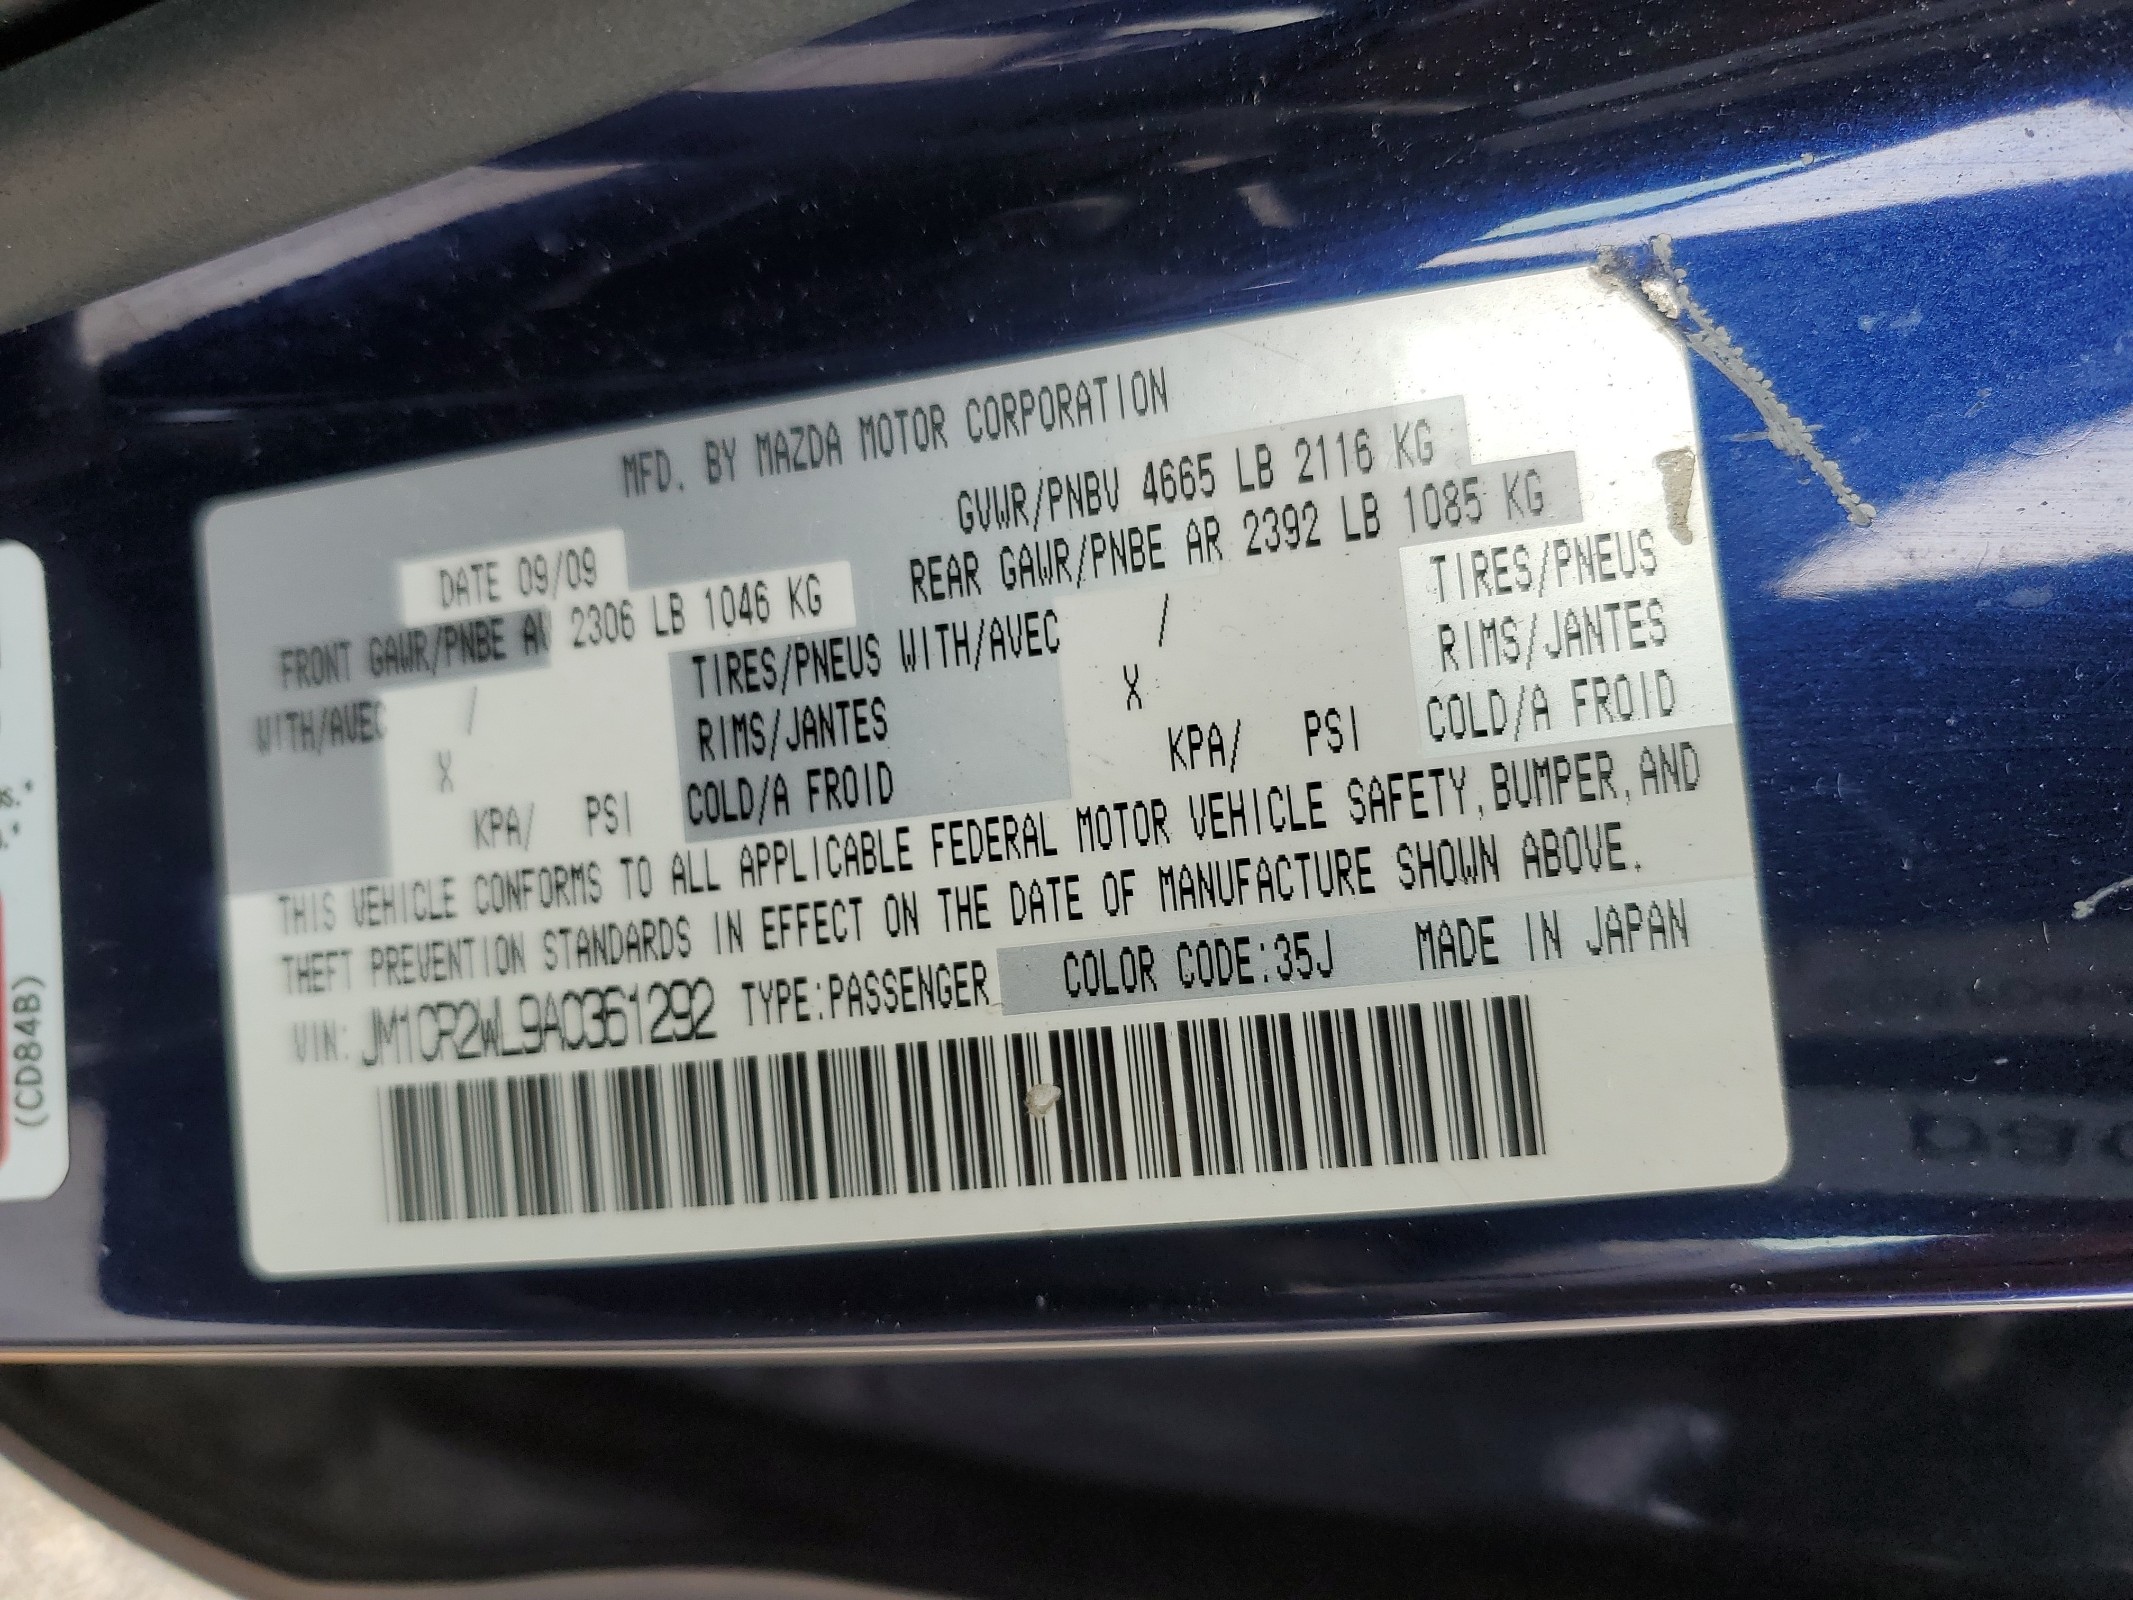 MFD. BY MAZDA MOTOR CORPORATION
DATE 09/09 GVWR/PNBV 4665 LB 2116 KG
FRONT GAWR/PNBE AV 2306 LB 1046 KG REAR GAWR/PNBE AR 2392 LB 1085 KG
WITH/AVEC / TIRES/PNEUS WITH/AVEC / TIRES/PNEUS
X RIMS/JANTES X RIMS/JANTES
KPA/ PSI COLD/A FROID KPA/ PSI COLD/A FROID
THIS VEHICLE CONFORMS TO ALL APPLICABLE FEDERAL MOTOR VEHICLE SAFETY,BUMPER,AND
THEFT PREVENTION STANDARDS IN EFFECT ON THE DATE OF MANUFACTURE SHOWN ABOVE.
VIN: JM1CR2WL9A0361292 TYPE:PASSENGER COLOR CODE:35J MADE IN JAPAN
(CD84B)